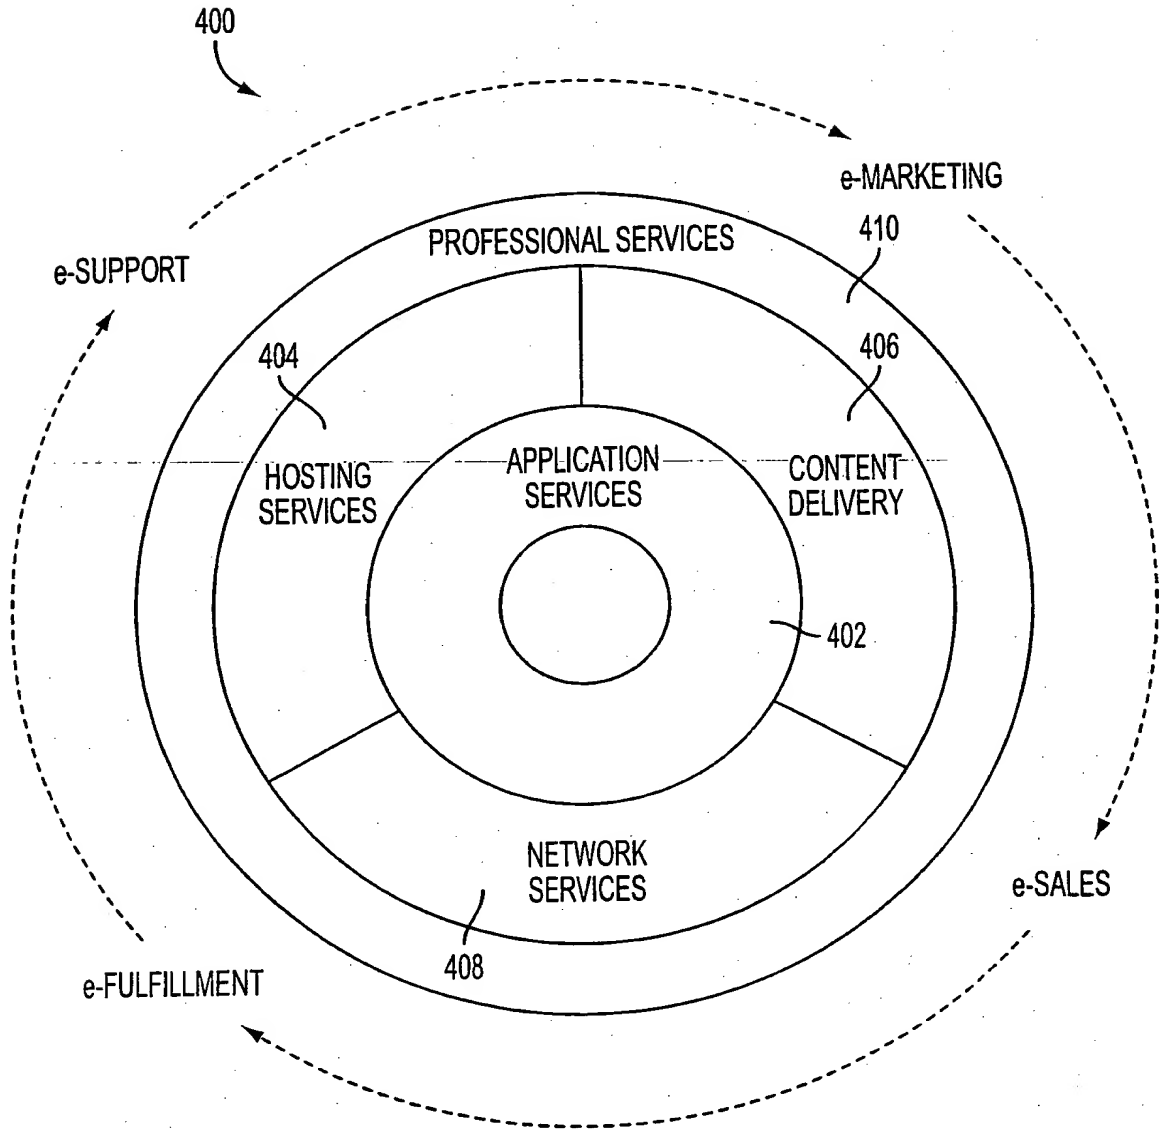 400
e-MARKETING
410
PROFESSIONAL SERVICES
e-SUPPORT
404
406
APPLICATION
SERVICES
HOSTING
SERVICES
CONTENT
DELIVERY
402
NETWORK
SERVICES
e-SALES
408
e-FULFILLMENT